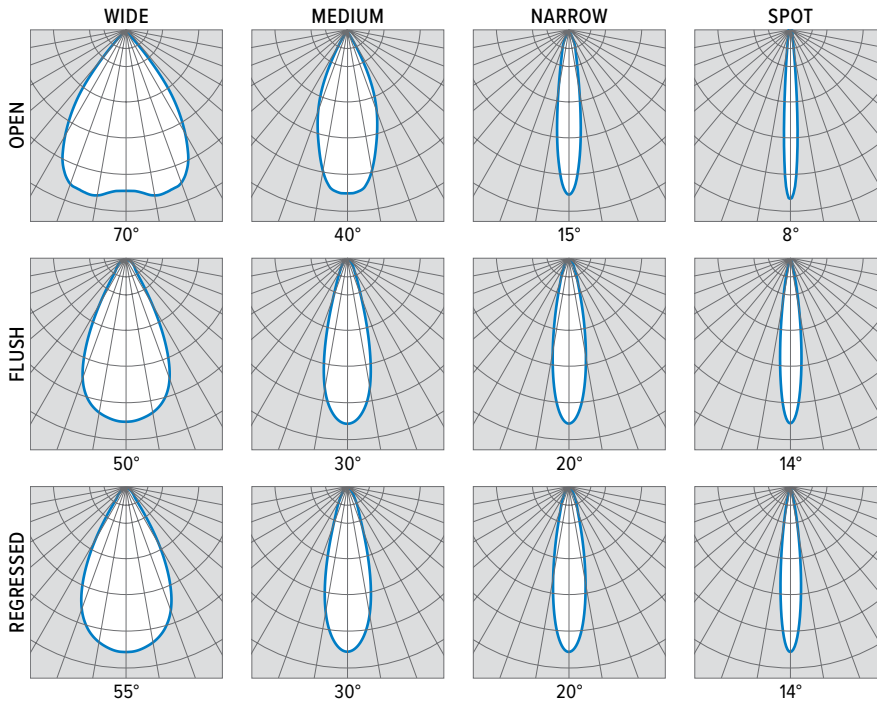 WIDE MEDIUM NARROW SPOT
OPEN
70° 40° 15° 8°
FLUSH
50° 30° 20° 14°
REGRESSED
55° 30° 20° 14°